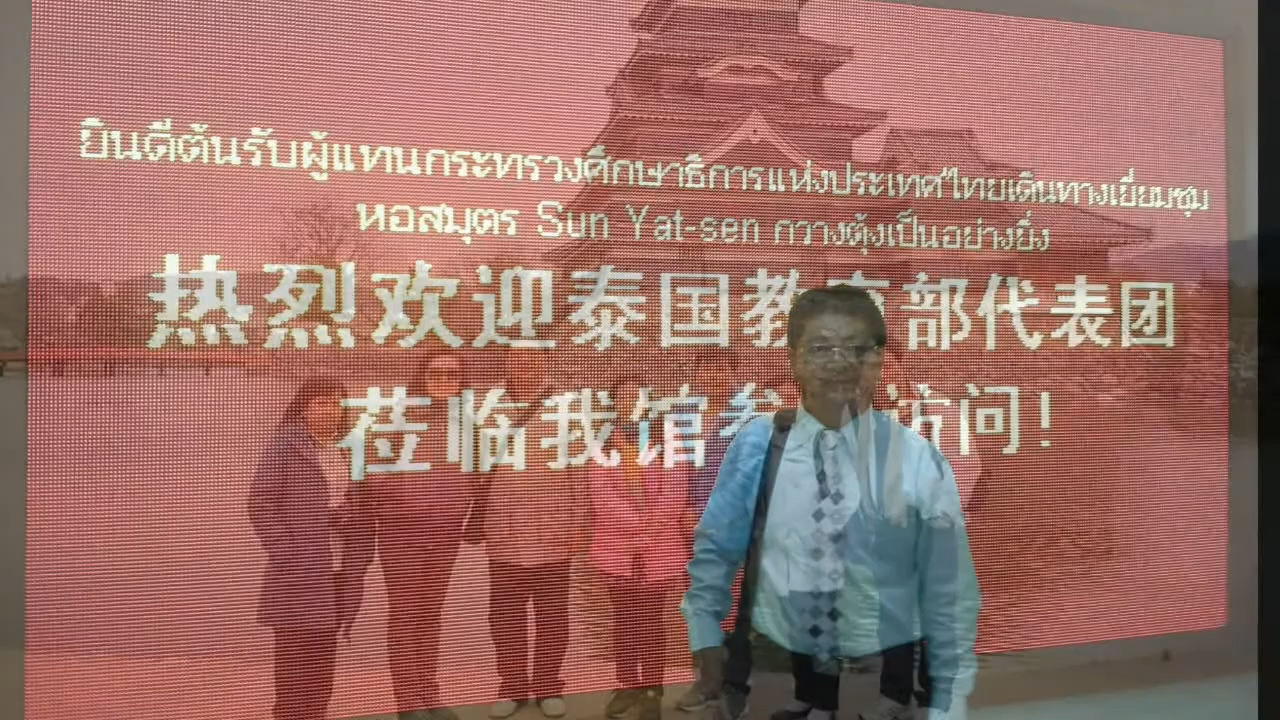 ยินดีต้นรับผู้แทนกระทรวงศึกษาธิการแห่งประเทศไทยเดินทางเยี่ยมชุม
หอสมุตร Sun Yat-sen กวางตุ้งเป็นอย่างยิ่ง
热烈欢迎泰国教育部代表团
莅临我馆参 访问!